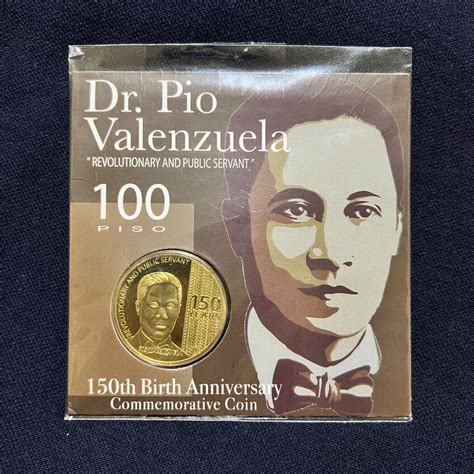 Dr. Pio
Valenzuela
"REVOLUTIONARY AND PUBLIC SERVANT"
100
PISO
REVOLUTIONARY AND PUBLIC SERVANT
150
YEARS
150th Birth Anniversary
Commemorative Coin